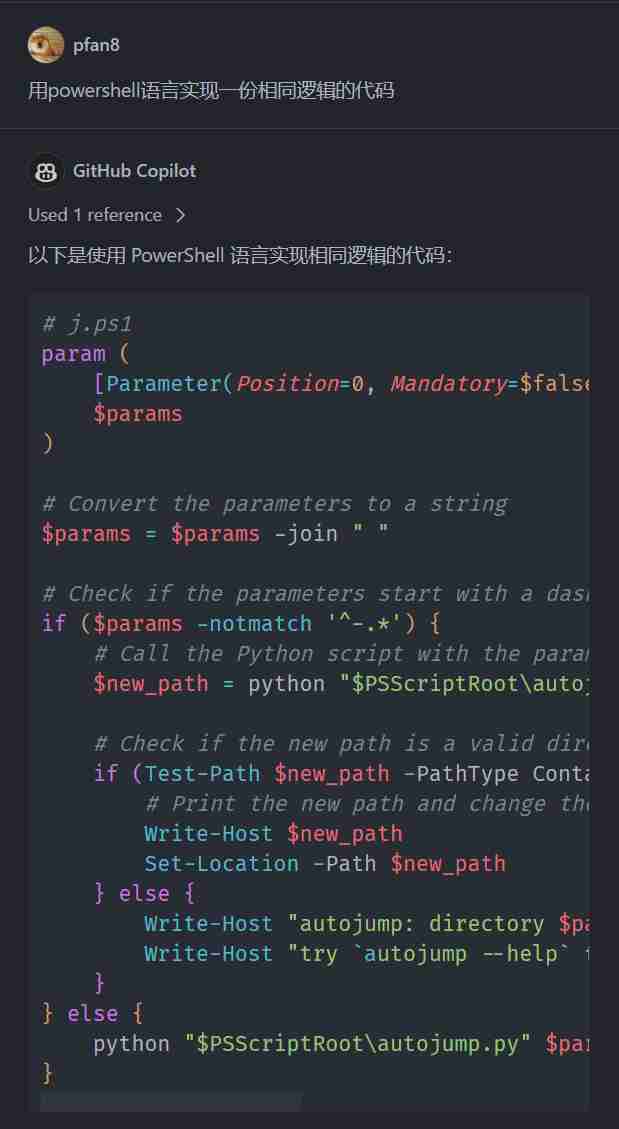 pfan8
用powershell语言实现一份相同逻辑的代码
GitHub Copilot
Used 1 reference
以下是使用 PowerShell 语言实现相同逻辑的代码：
# j.ps1
param (
    [Parameter(Position=0, Mandatory=$false
    $params
)
# Convert the parameters to a string
$params = $params -join " "
# Check if the parameters start with a das
if ($params -notmatch '^-.*') {
    # Call the Python script with the para
    $new_path = python "$PSScriptRoot\autoj
    # Check if the new path is a valid dire
    if (Test-Path $new_path -PathType Conta
        # Print the new path and change the
        Write-Host $new_path
        Set-Location -Path $new_path
    } else {
        Write-Host "autojump: directory $pa
        Write-Host "try `autojump --help`
    }
} else {
    python "$PSScriptRoot\autojump.py" $par
}